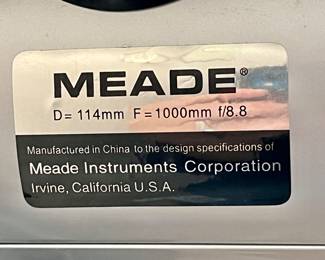 MEADE®
D= 114mm F=1000mm f/8.8
Manufactured in China to the design specifications of
Meade Instruments Corporation
Irvine, California U.S.A.